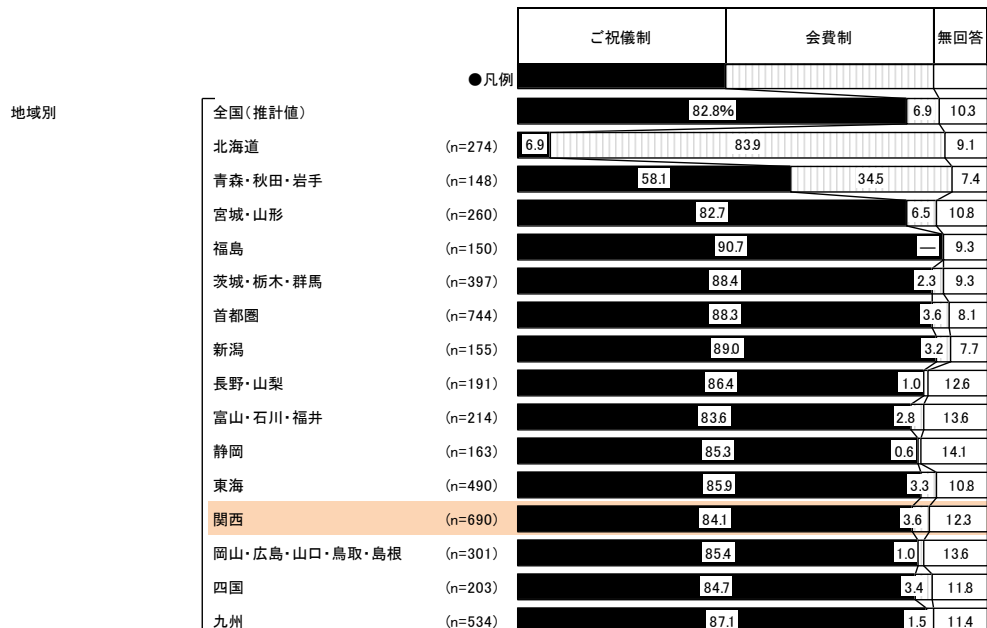 ご祝儀制 会費制 無回答
●凡例
地域別 全国(推計値) 82.8% 6.9 10.3
北海道 (n=274) 6.9 83.9 9.1
青森・秋田・岩手 (n=148) 58.1 34.5 7.4
宮城・山形 (n=260) 82.7 6.5 10.8
福島 (n=150) 90.7 ― 9.3
茨城・栃木・群馬 (n=397) 88.4 2.3 9.3
首都圏 (n=744) 88.3 3.6 8.1
新潟 (n=155) 89.0 3.2 7.7
長野・山梨 (n=191) 86.4 1.0 12.6
富山・石川・福井 (n=214) 83.6 2.8 13.6
静岡 (n=163) 85.3 0.6 14.1
東海 (n=490) 85.9 3.3 10.8
関西 (n=690) 84.1 3.6 12.3
岡山・広島・山口・鳥取・島根 (n=301) 85.4 1.0 13.6
四国 (n=203) 84.7 3.4 11.8
九州 (n=534) 87.1 1.5 11.4